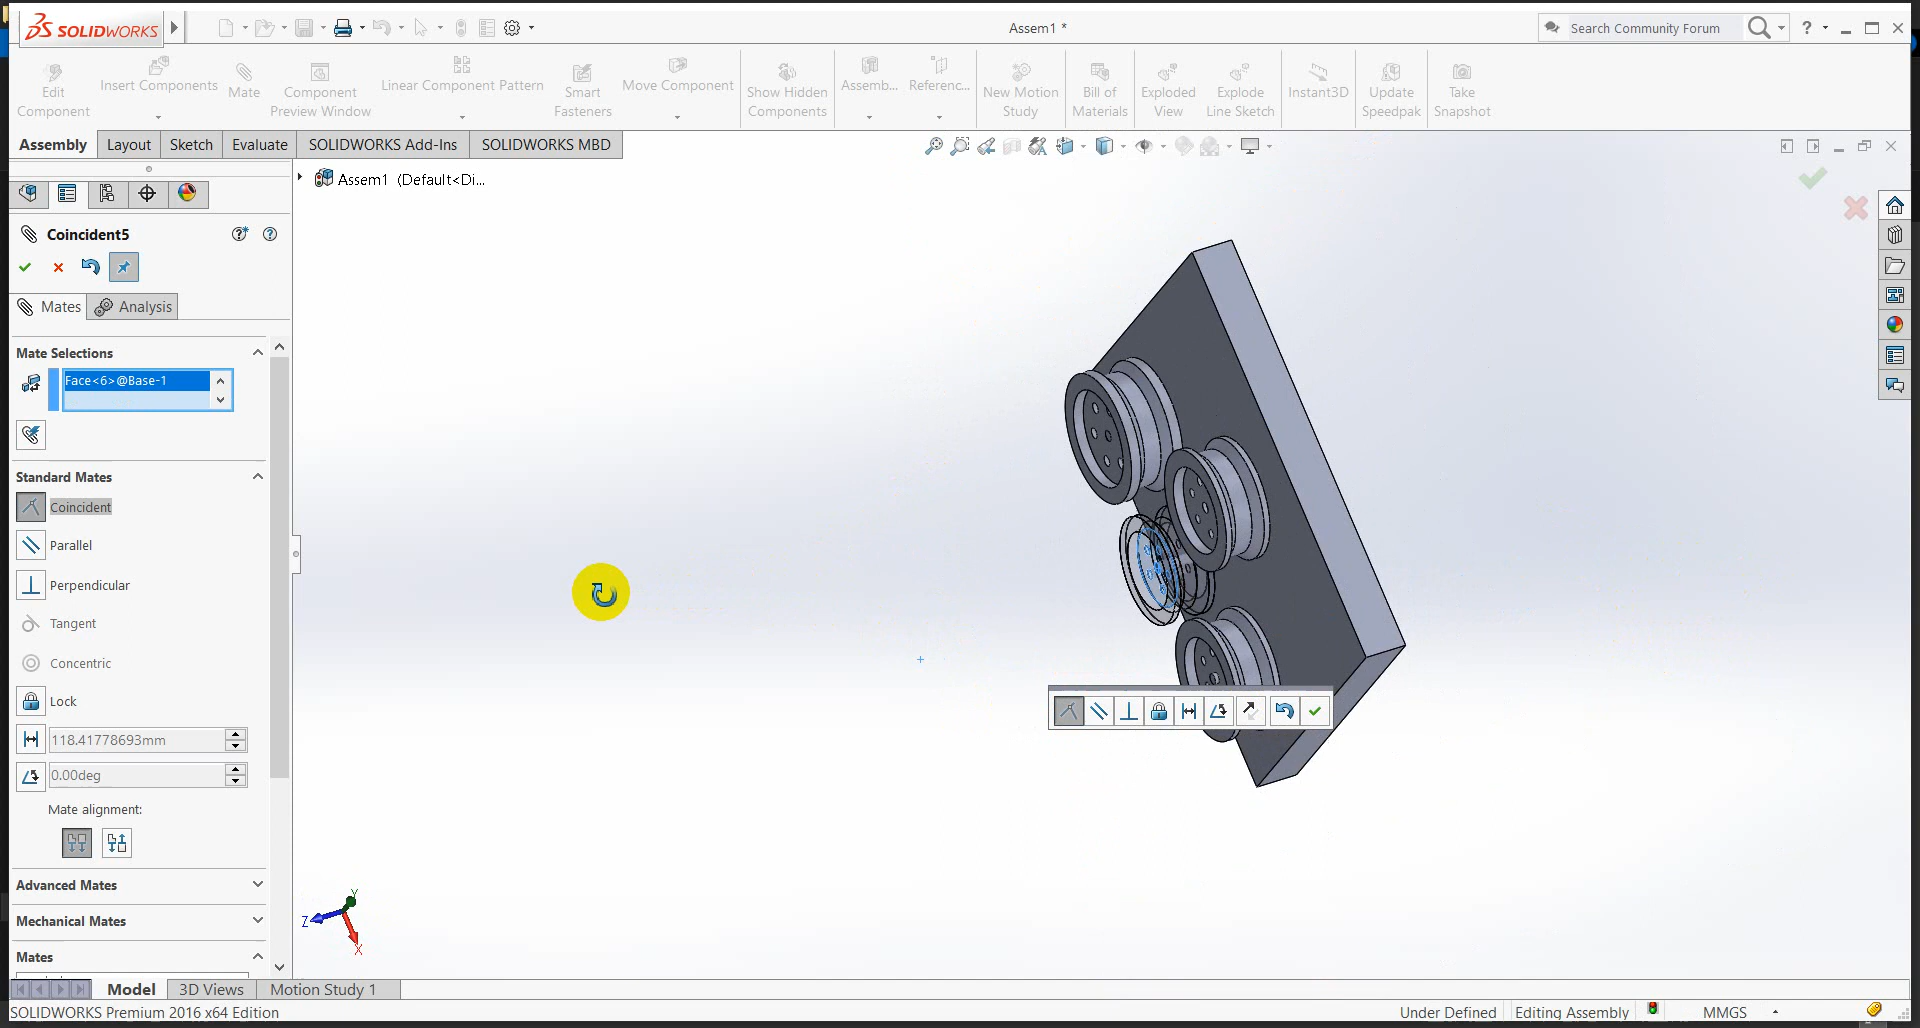 SOLIDWORKS
Assem1 *
Search Community Forum
?
Edit Component
Insert Components
Mate
Component Preview Window
Linear Component Pattern
Smart Fasteners
Move Component
Show Hidden Components
Assemb...
Referenc...
New Motion Study
Bill of Materials
Exploded View
Explode Line Sketch
Instant3D
Update Speedpak
Take Snapshot
Assembly
Layout
Sketch
Evaluate
SOLIDWORKS Add-Ins
SOLIDWORKS MBD
Assem1 (Default<Di...
Coincident5
Mates
Analysis
Mate Selections
Face<6>@Base-1
Standard Mates
Coincident
Parallel
Perpendicular
Tangent
Concentric
Lock
118.41778693mm
0.00deg
Mate alignment:
Advanced Mates
Mechanical Mates
Mates
Y
Z
X
Model
3D Views
Motion Study 1
SOLIDWORKS Premium 2016 x64 Edition
Under Defined
Editing Assembly
MMGS